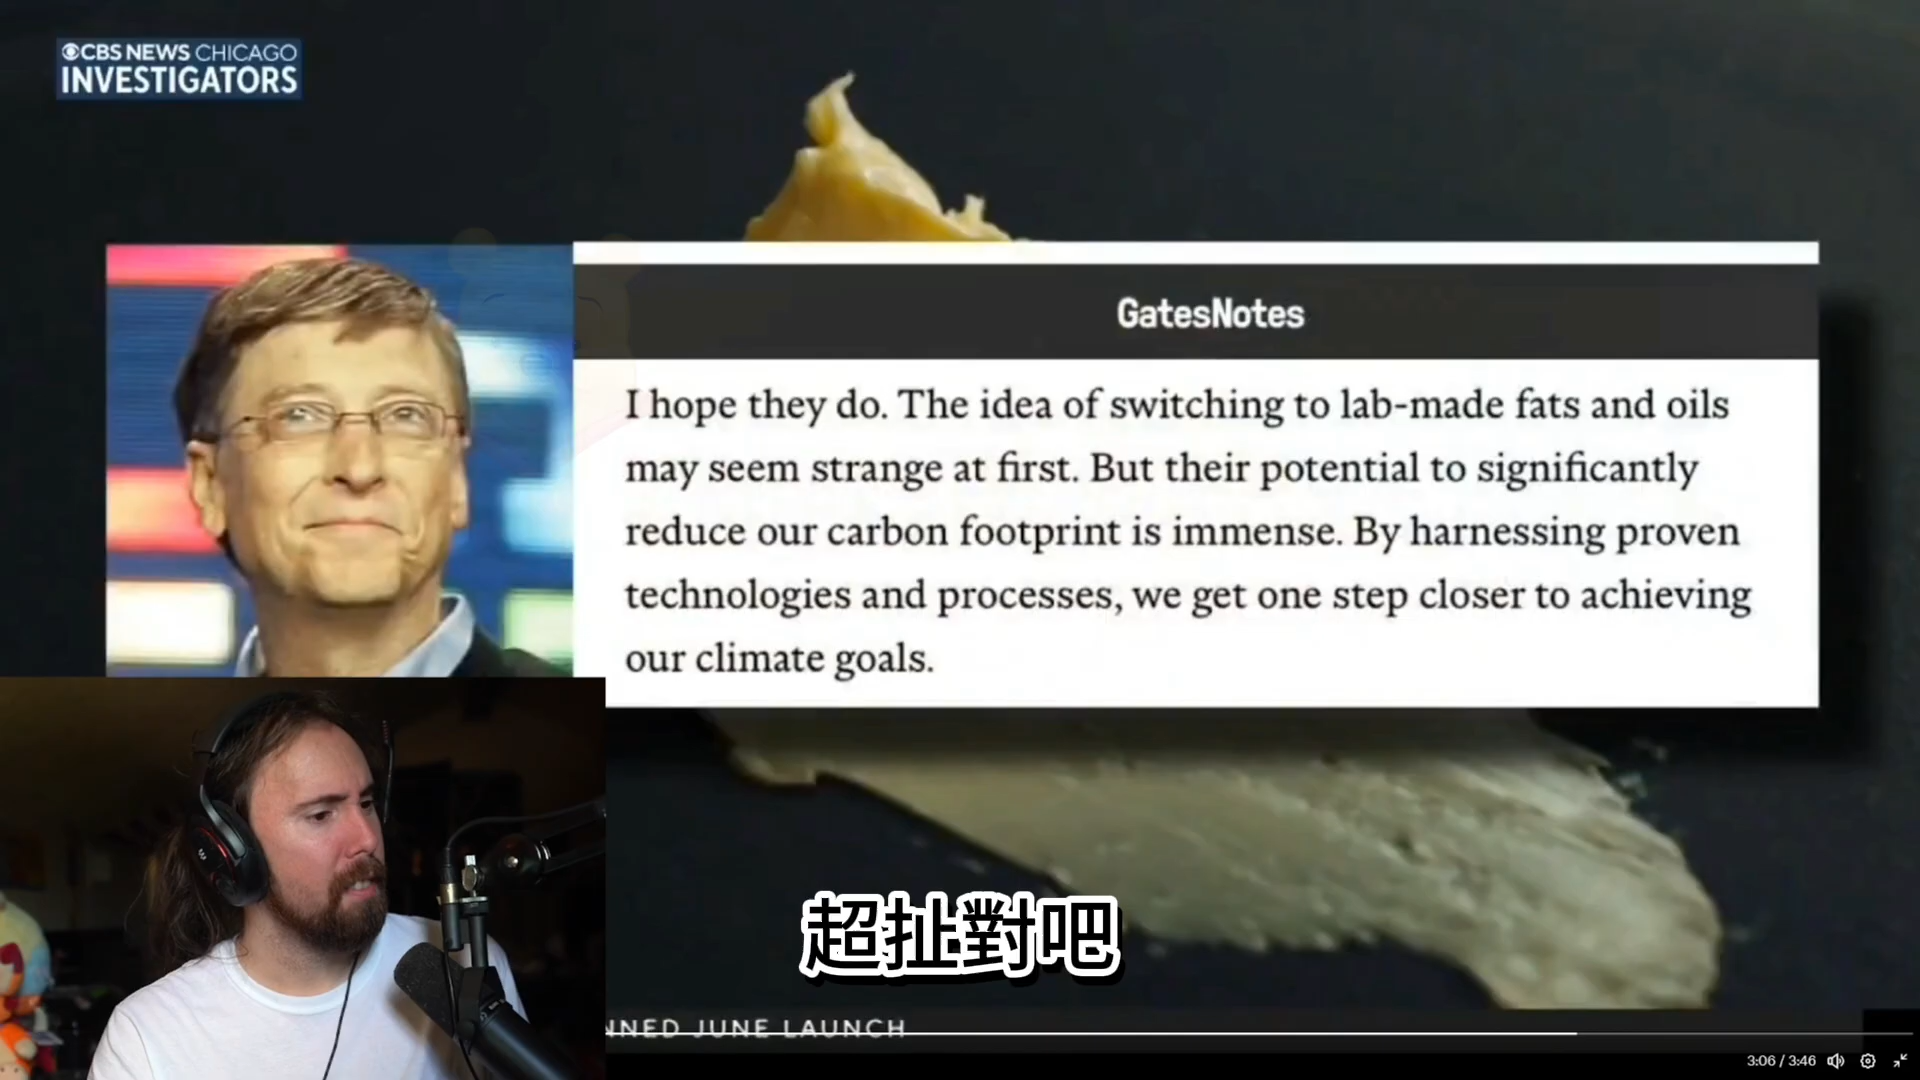 CBS NEWS CHICAGO
INVESTIGATORS
GatesNotes
I hope they do. The idea of switching to lab-made fats and oils
may seem strange at first. But their potential to significantly
reduce our carbon footprint is immense. By harnessing proven
technologies and processes, we get one step closer to achieving
our climate goals.
超扯對吧
NNED JUNE LAUNCH
3:06 / 3:46